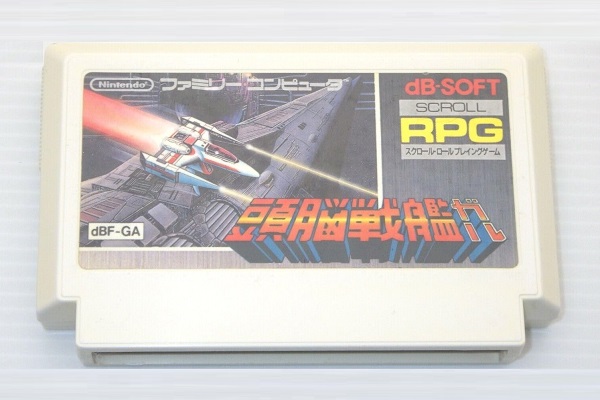 Nintendo ファミリーコンピュータ
dB-SOFT
SCROLL
RPG
スクロール・ロールプレイングゲーム
頭脳戦艦ガル
dBF-GA